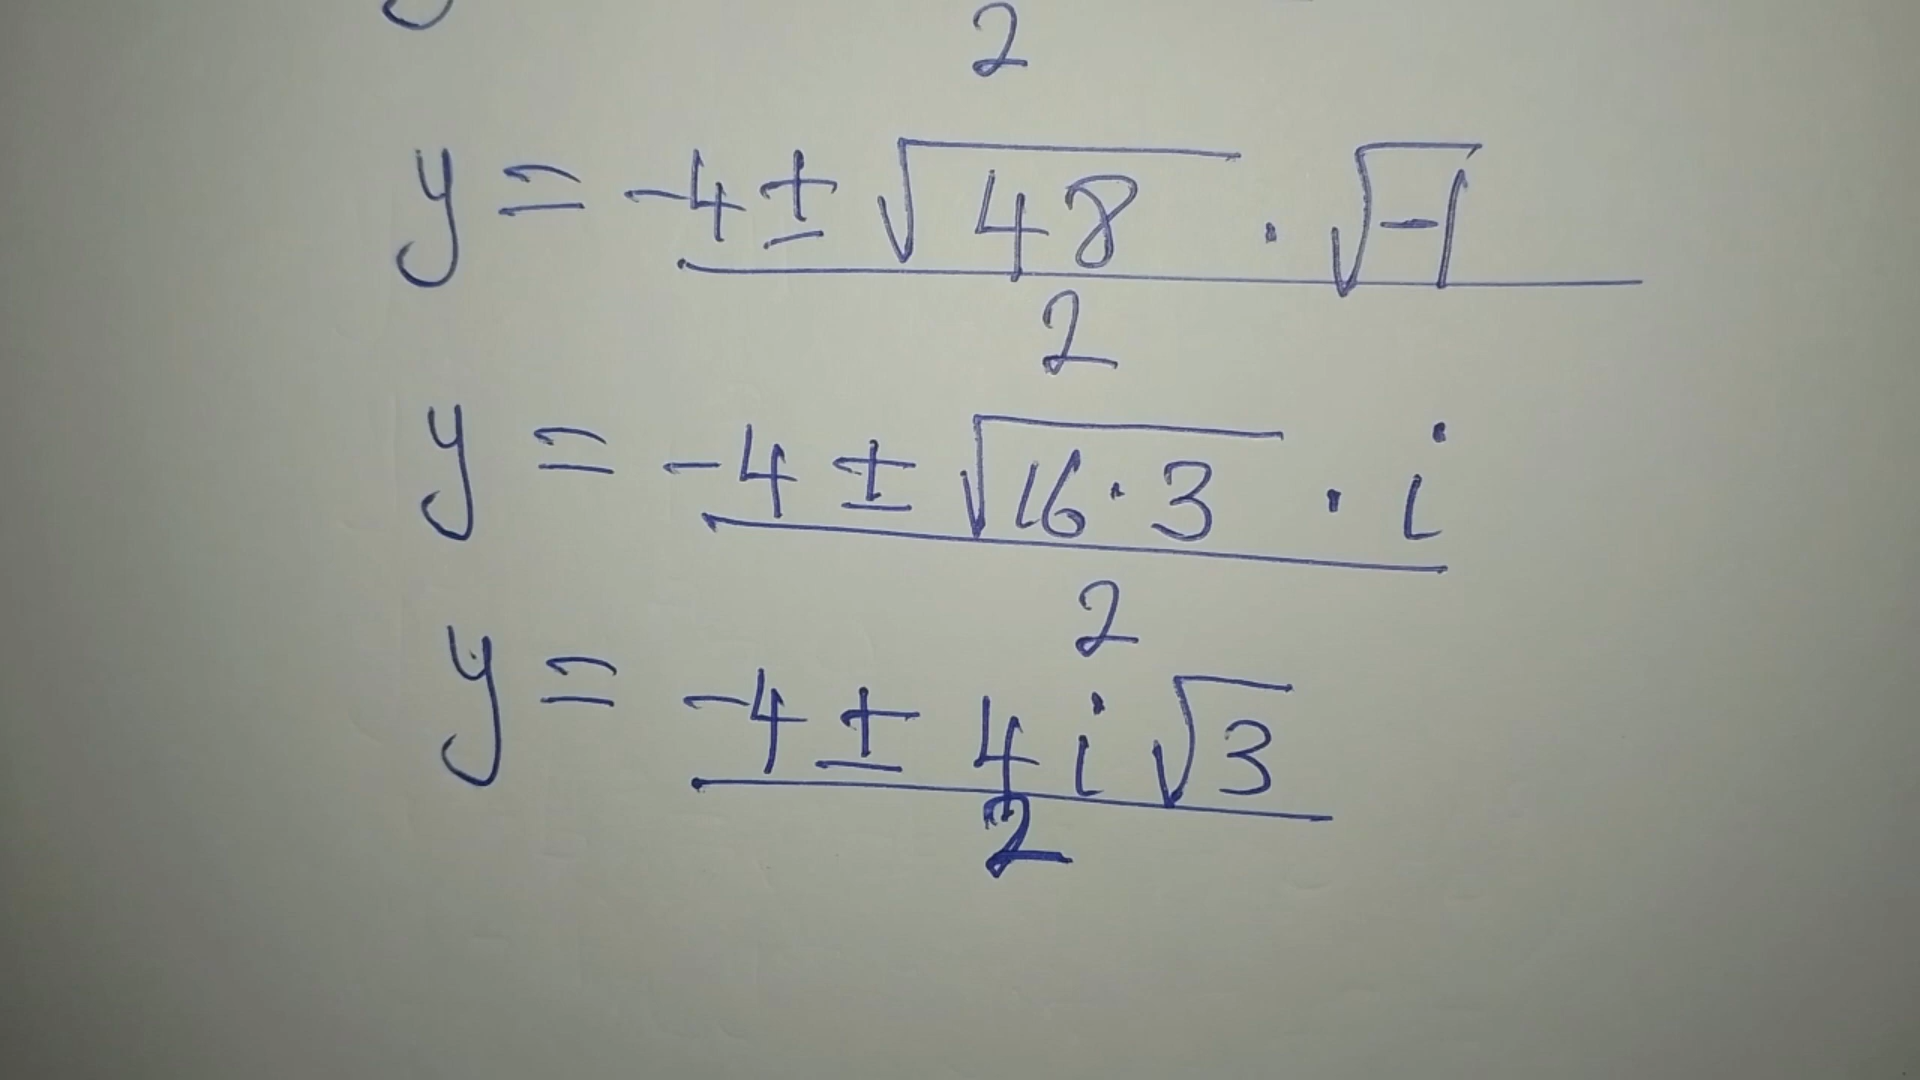 2
y = -4 ± √48 · √-1
2
y = -4 ± √16·3 · i
2
y = -4 ± 4i√3
2